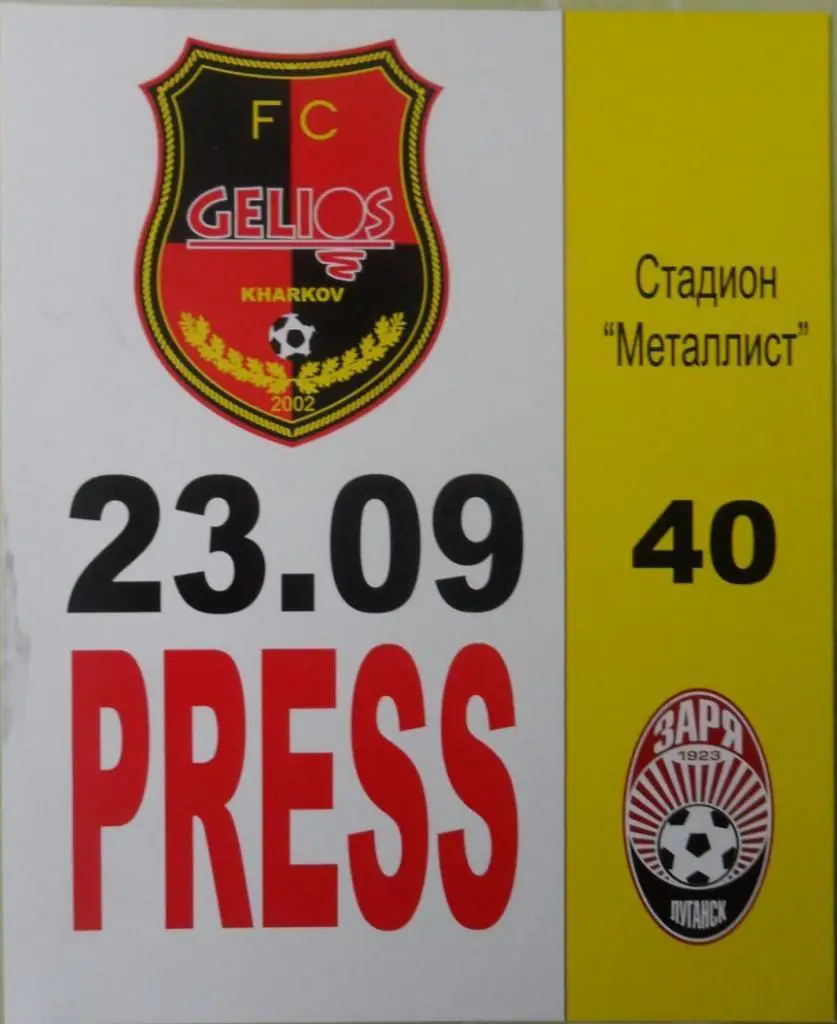 FC
GELIOS
KHARKOV
2002
23.09
PRESS
Стадион
“Металлист”
40
ЗАРЯ
1923
ЛУГАНСК